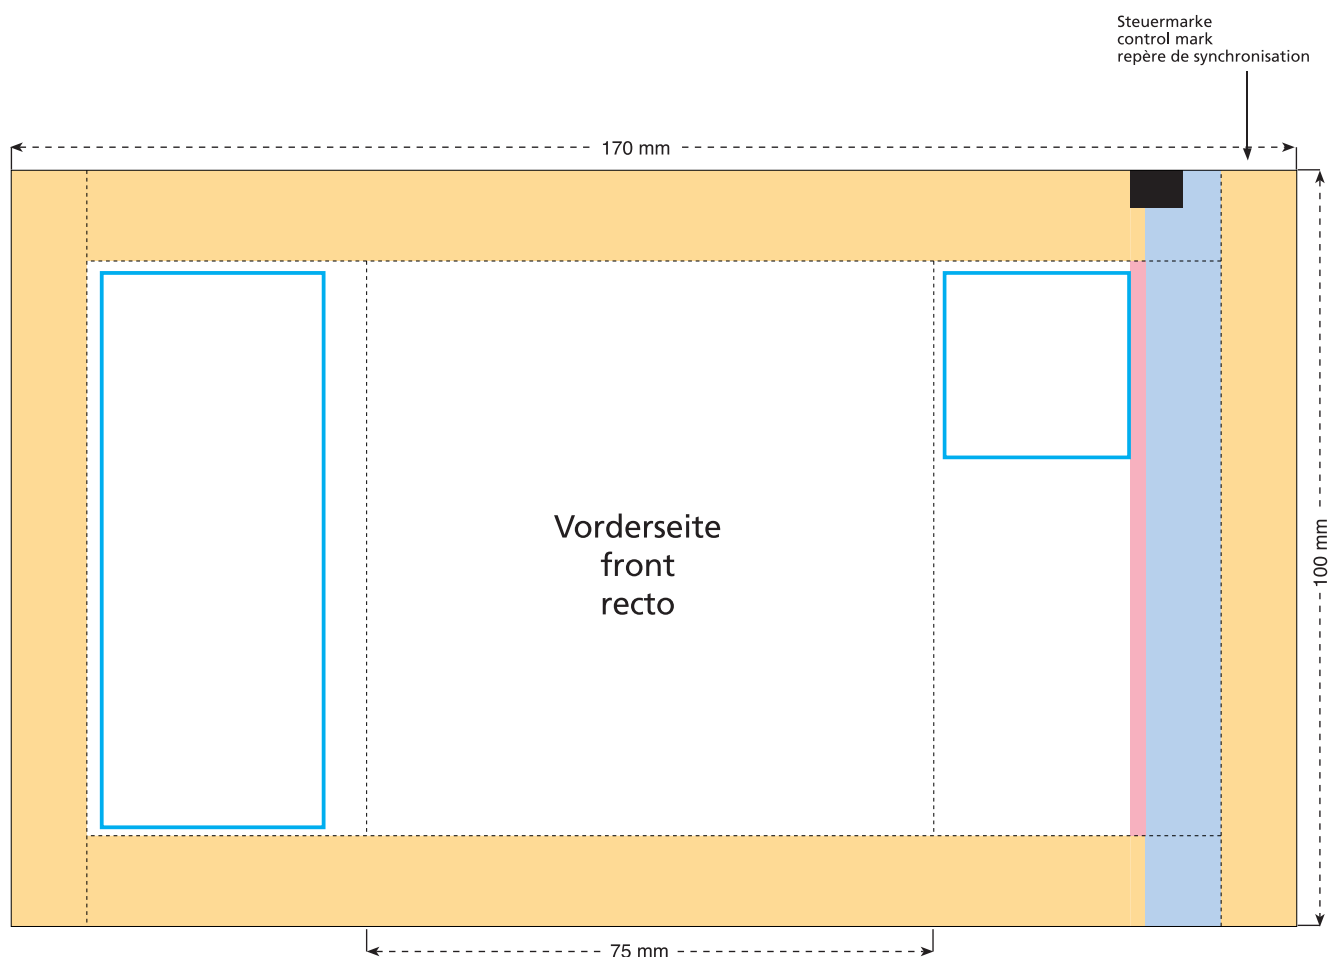 Steuermarke
control mark
repère de synchronisation
170 mm
Vorderseite
front
recto
100 mm
75 mm